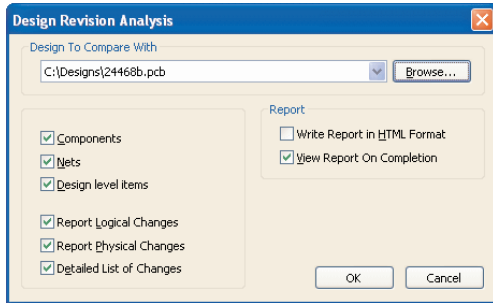 Design Revision Analysis
Design To Compare With
C:\Designs\24468b.pcb
Browse...
Components
Nets
Design level items
Report Logical Changes
Report Physical Changes
Detailed List of Changes
Report
Write Report in HTML Format
View Report On Completion
OK
Cancel